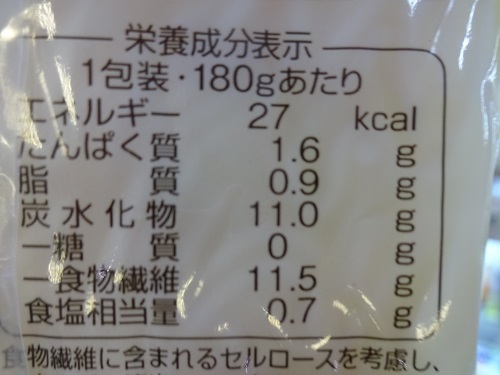 栄養成分表示
1包装・180gあたり
エネルギー 27 kcal
たんぱく質 1.6 g
脂質 0.9 g
炭水化物 11.0 g
－糖質 0 g
－食物繊維 11.5 g
食塩相当量 0.7 g
食物繊維に含まれるセルロースを考慮し、